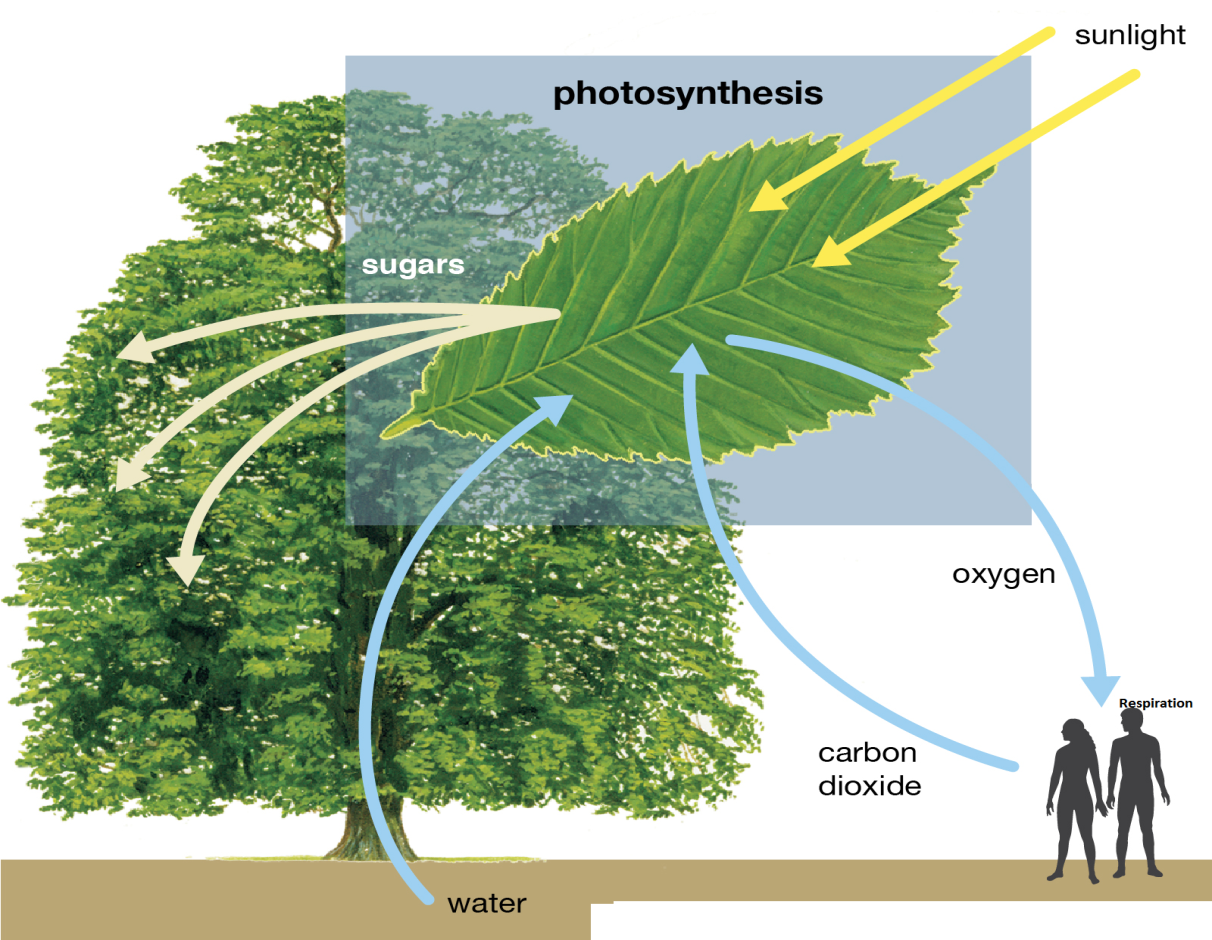 sunlight
photosynthesis
sugars
oxygen
Respiration
carbon
dioxide
water